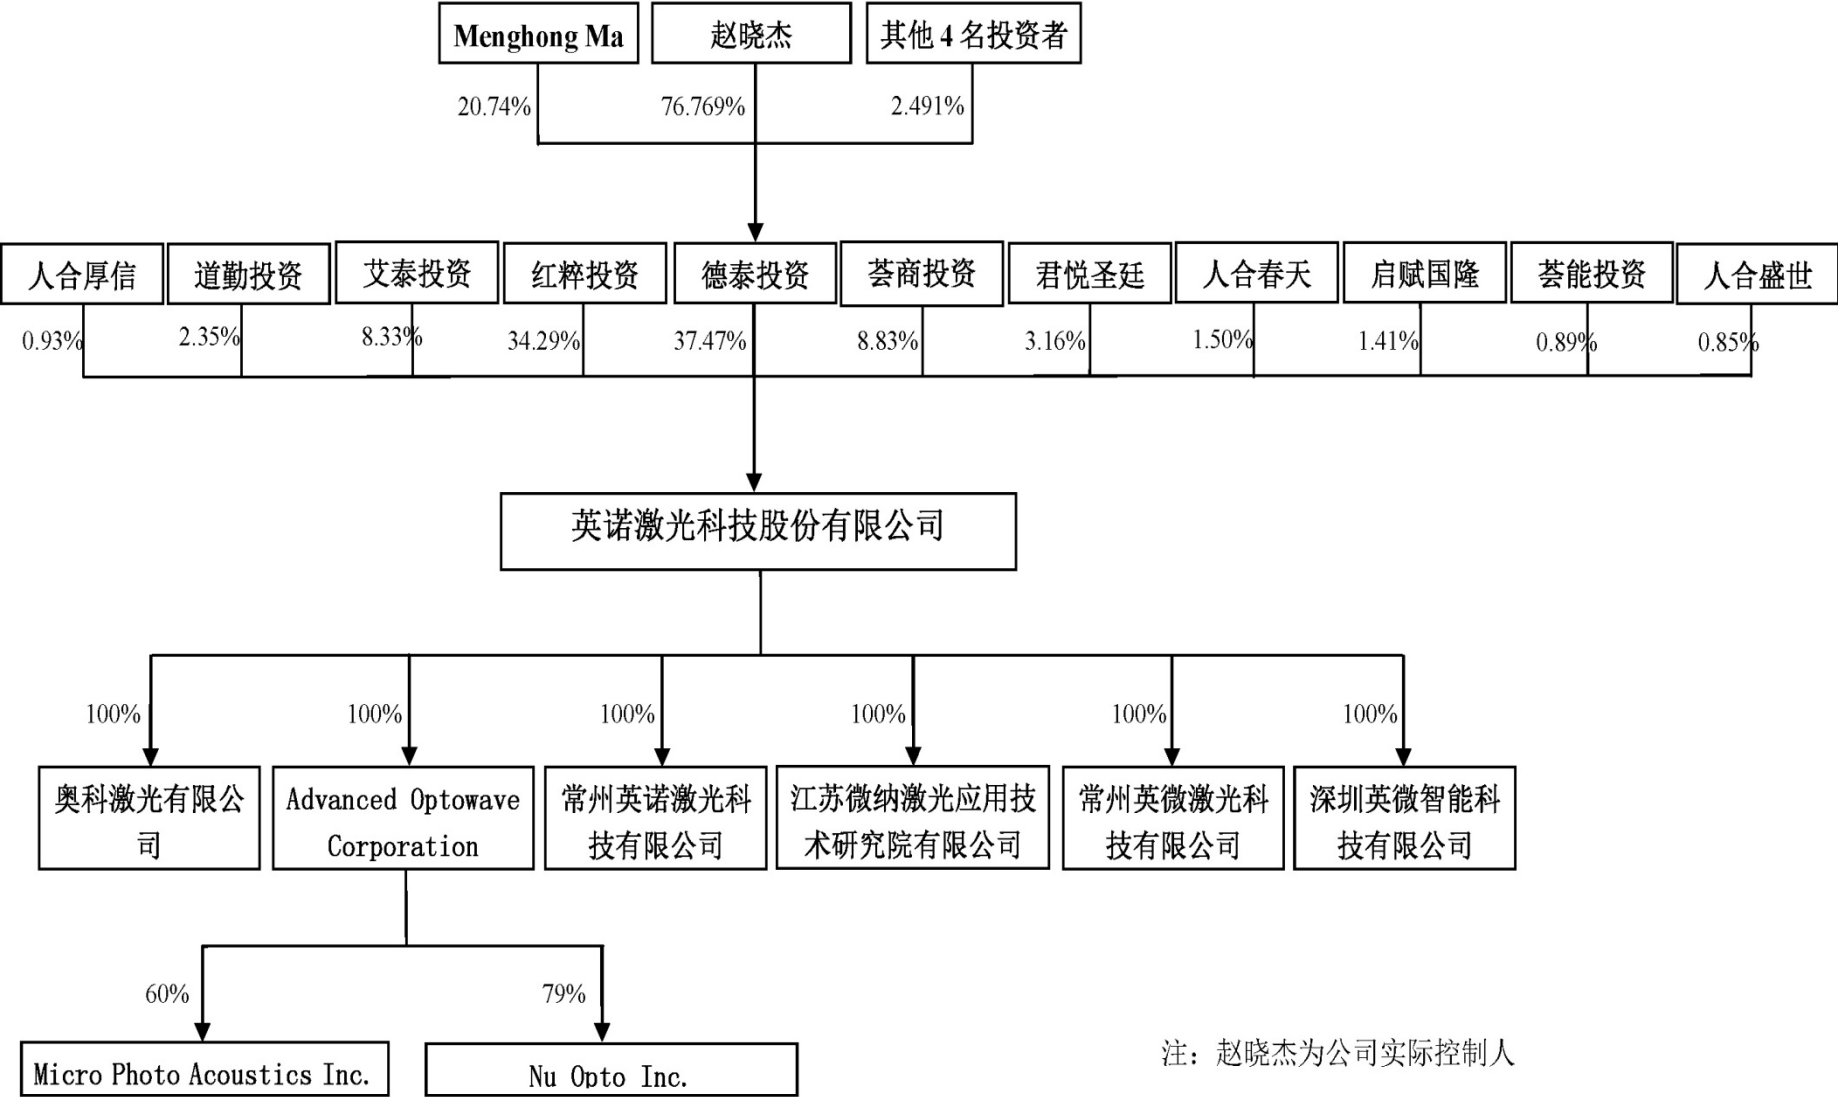 Menghong Ma
赵晓杰
其他4名投资者
20.74%
76.769%
2.491%
人合厚信
道勤投资
艾泰投资
红粹投资
德泰投资
荟商投资
君悦圣廷
人合春天
启赋国隆
荟能投资
人合盛世
0.93%
2.35%
8.33%
34.29%
37.47%
8.83%
3.16%
1.50%
1.41%
0.89%
0.85%
英诺激光科技股份有限公司
100%
100%
100%
100%
100%
100%
奥科激光有限公
司
Advanced Optowave
Corporation
常州英诺激光科
技有限公司
江苏微纳激光应用技
术研究院有限公司
常州英微激光科
技有限公司
深圳英微智能科
技有限公司
60%
79%
Micro Photo Acoustics Inc.
Nu Opto Inc.
注：赵晓杰为公司实际控制人